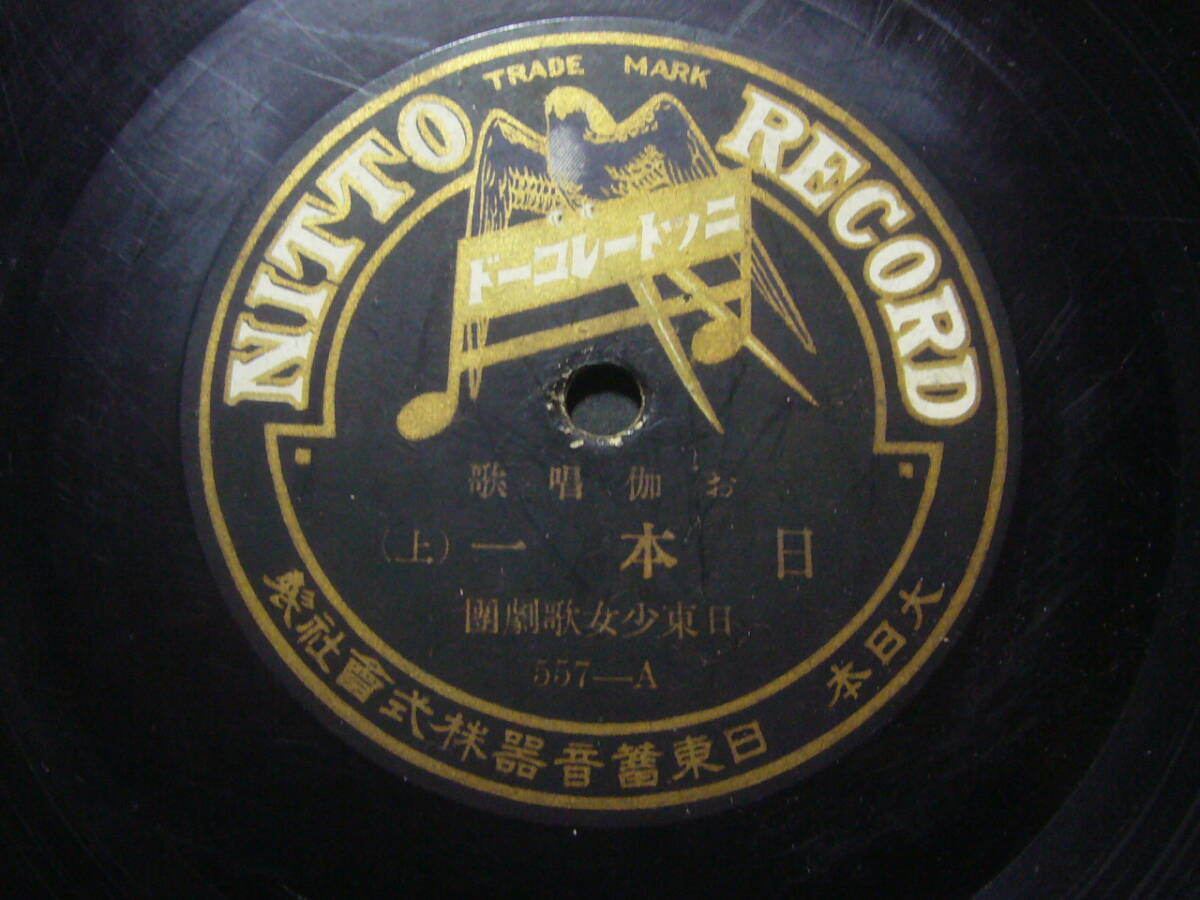 TRADE MARK
NITTO RECORD
ニットーレコード
お伽唱歌
日本一(上)
日東少女歌劇團
557—A
大日本 日東蓄音器株式會社製